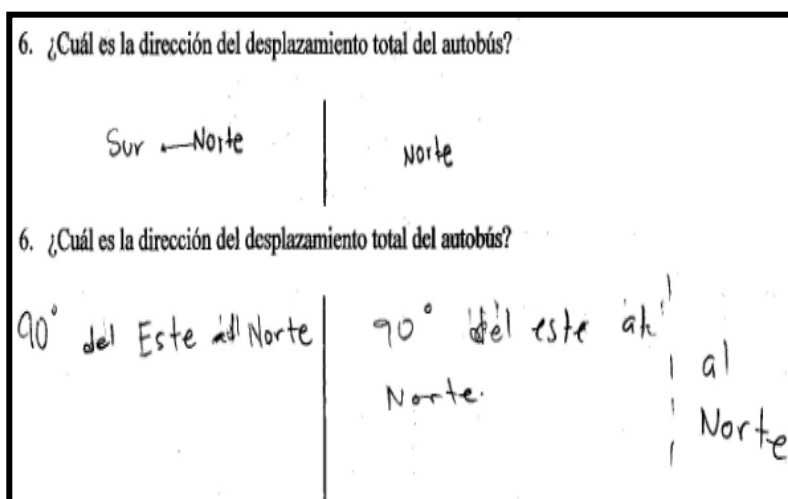 6. ¿Cuál es la dirección del desplazamiento total del autobús?
Sur ←Norte
Norte
6. ¿Cuál es la dirección del desplazamiento total del autobús?
90° del Este al Norte
90° del este
Norte.
al
Norte